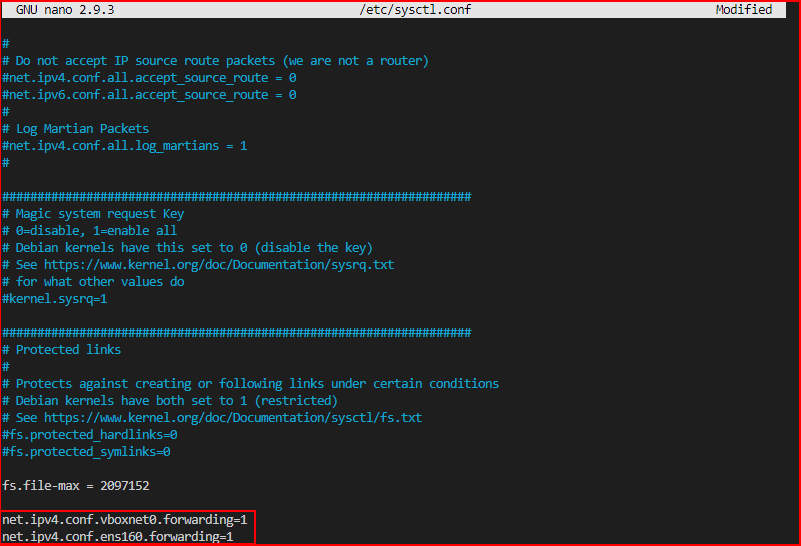 GNU nano 2.9.3 /etc/sysctl.conf Modified
#
# Do not accept IP source route packets (we are not a router)
#net.ipv4.conf.all.accept_source_route = 0
#net.ipv6.conf.all.accept_source_route = 0
#
# Log Martian Packets
#net.ipv4.conf.all.log_martians = 1
#
###################################################################
# Magic system request Key
# 0=disable, 1=enable all
# Debian kernels have this set to 0 (disable the key)
# See https://www.kernel.org/doc/Documentation/sysrq.txt
# for what other values do
#kernel.sysrq=1
###################################################################
# Protected links
#
# Protects against creating or following links under certain conditions
# Debian kernels have both set to 1 (restricted)
# See https://www.kernel.org/doc/Documentation/sysctl/fs.txt
#fs.protected_hardlinks=0
#fs.protected_symlinks=0
fs.file-max = 2097152
net.ipv4.conf.vboxnet0.forwarding=1
net.ipv4.conf.ens160.forwarding=1